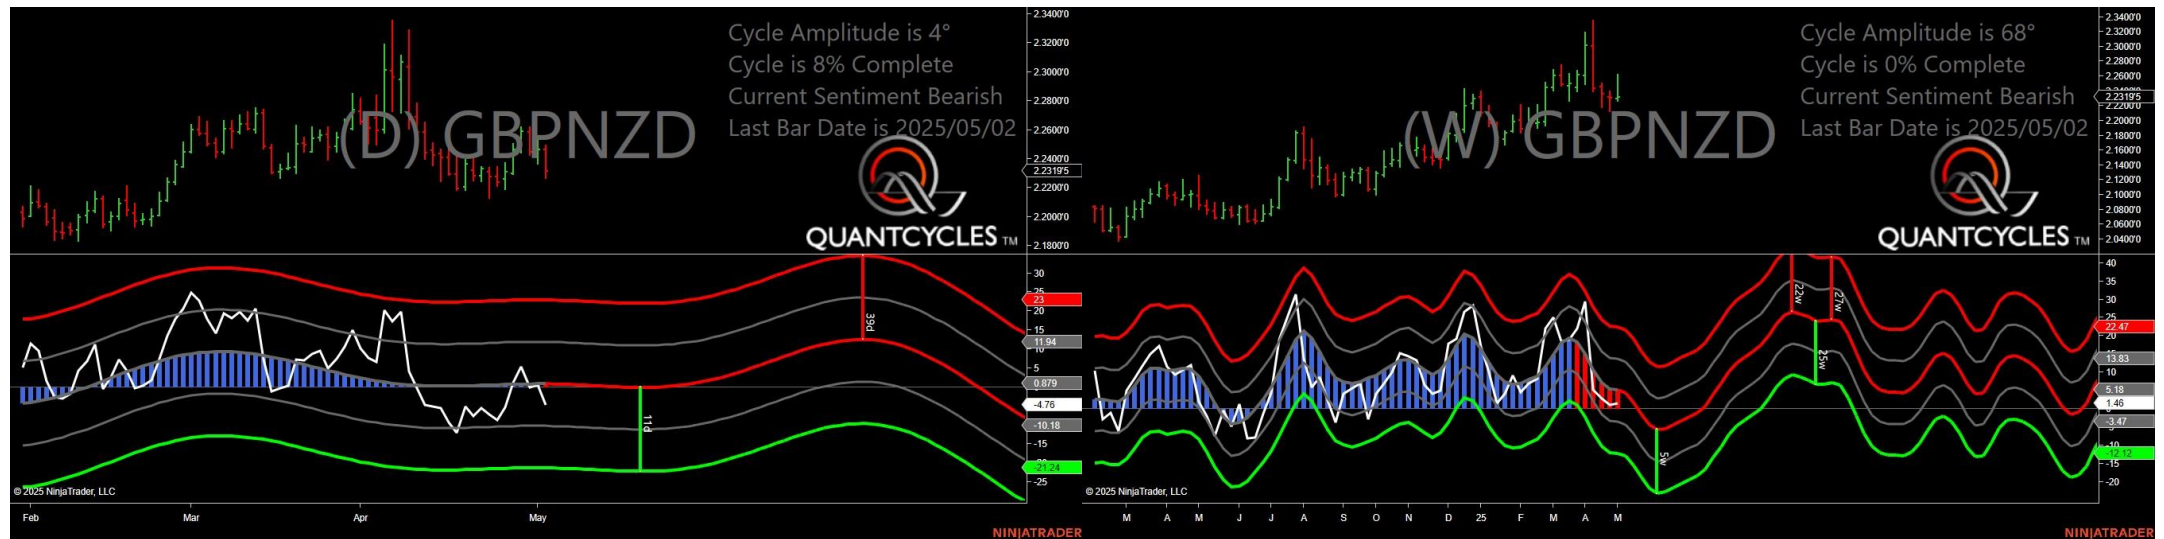 Cycle Amplitude is 4°
Cycle is 8% Complete
Current Sentiment Bearish
Last Bar Date is 2025/05/02
(D) GBPNZD
QUANTCYCLES TM
2.3400'0
2.3200'0
2.3000'0
2.2800'0
2.2600'0
2.2400'0
2.2319'5
2.2200'0
2.2000'0
2.1800'0
30
25
23
20
15
11.94
10
5
0.879
-4.76
-10.18
-15
-21.24
-25
39d
11d
© 2025 NinjaTrader, LLC
Feb Mar Apr May
NINJATRADER
Cycle Amplitude is 68°
Cycle is 0% Complete
Current Sentiment Bearish
Last Bar Date is 2025/05/02
(W) GBPNZD
QUANTCYCLES TM
2.3400'0
2.3200'0
2.3000'0
2.2800'0
2.2600'0
2.2319'5
2.2200'0
2.2000'0
2.1800'0
2.1600'0
2.1400'0
2.1200'0
2.1000'0
2.0800'0
2.0600'0
2.0400'0
40
35
30
25
22.47
13.83
10
5.18
1.46
-3.47
-10
-12.12
-15
-20
22w
27w
25w
5w
© 2025 NinjaTrader, LLC
M A M J J A S O N D 25 F M A M
NINJATRADER